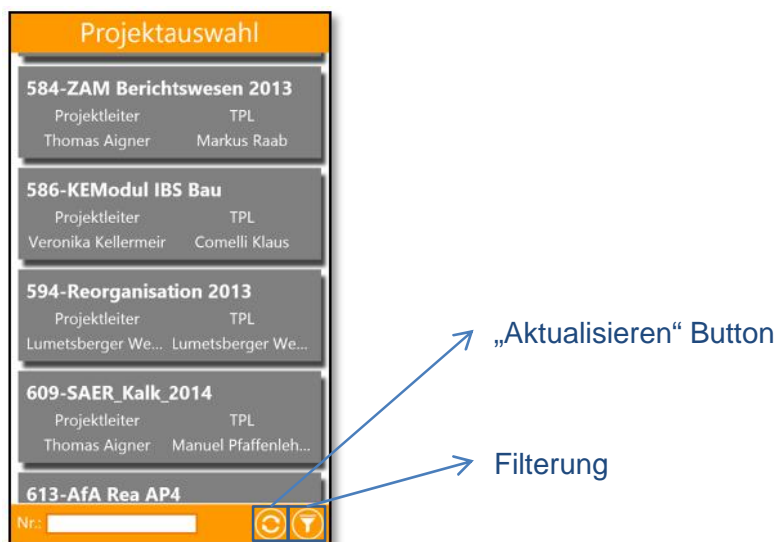 Projektauswahl
584-ZAM Berichtswesen 2013
Projektleiter TPL
Thomas Aigner Markus Raab
586-KEModul IBS Bau
Projektleiter TPL
Veronika Kellermeir Comelli Klaus
594-Reorganisation 2013
Projektleiter TPL
Lumetsberger We... Lumetsberger We...
609-SAER_Kalk_2014
Projektleiter TPL
Thomas Aigner Manuel Pfaffenleh...
613-AfA Rea AP4
Nr.:
„Aktualisieren“ Button
Filterung